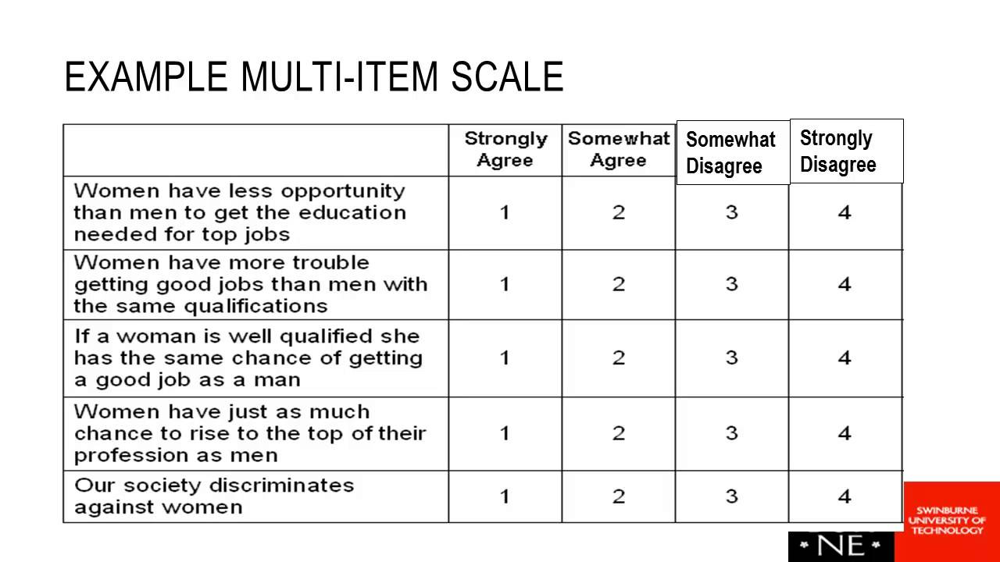 EXAMPLE MULTI-ITEM SCALE
Strongly Agree
Somewhat Agree
Somewhat Disagree
Strongly Disagree
Women have less opportunity
than men to get the education
needed for top jobs
1 2 3 4
Women have more trouble
getting good jobs than men with
the same qualifications
1 2 3 4
If a woman is well qualified she
has the same chance of getting
a good job as a man
1 2 3 4
Women have just as much
chance to rise to the top of their
profession as men
1 2 3 4
Our society discriminates
against women
1 2 3 4
SWINBURNE
UNIVERSITY OF
TECHNOLOGY
* NE *